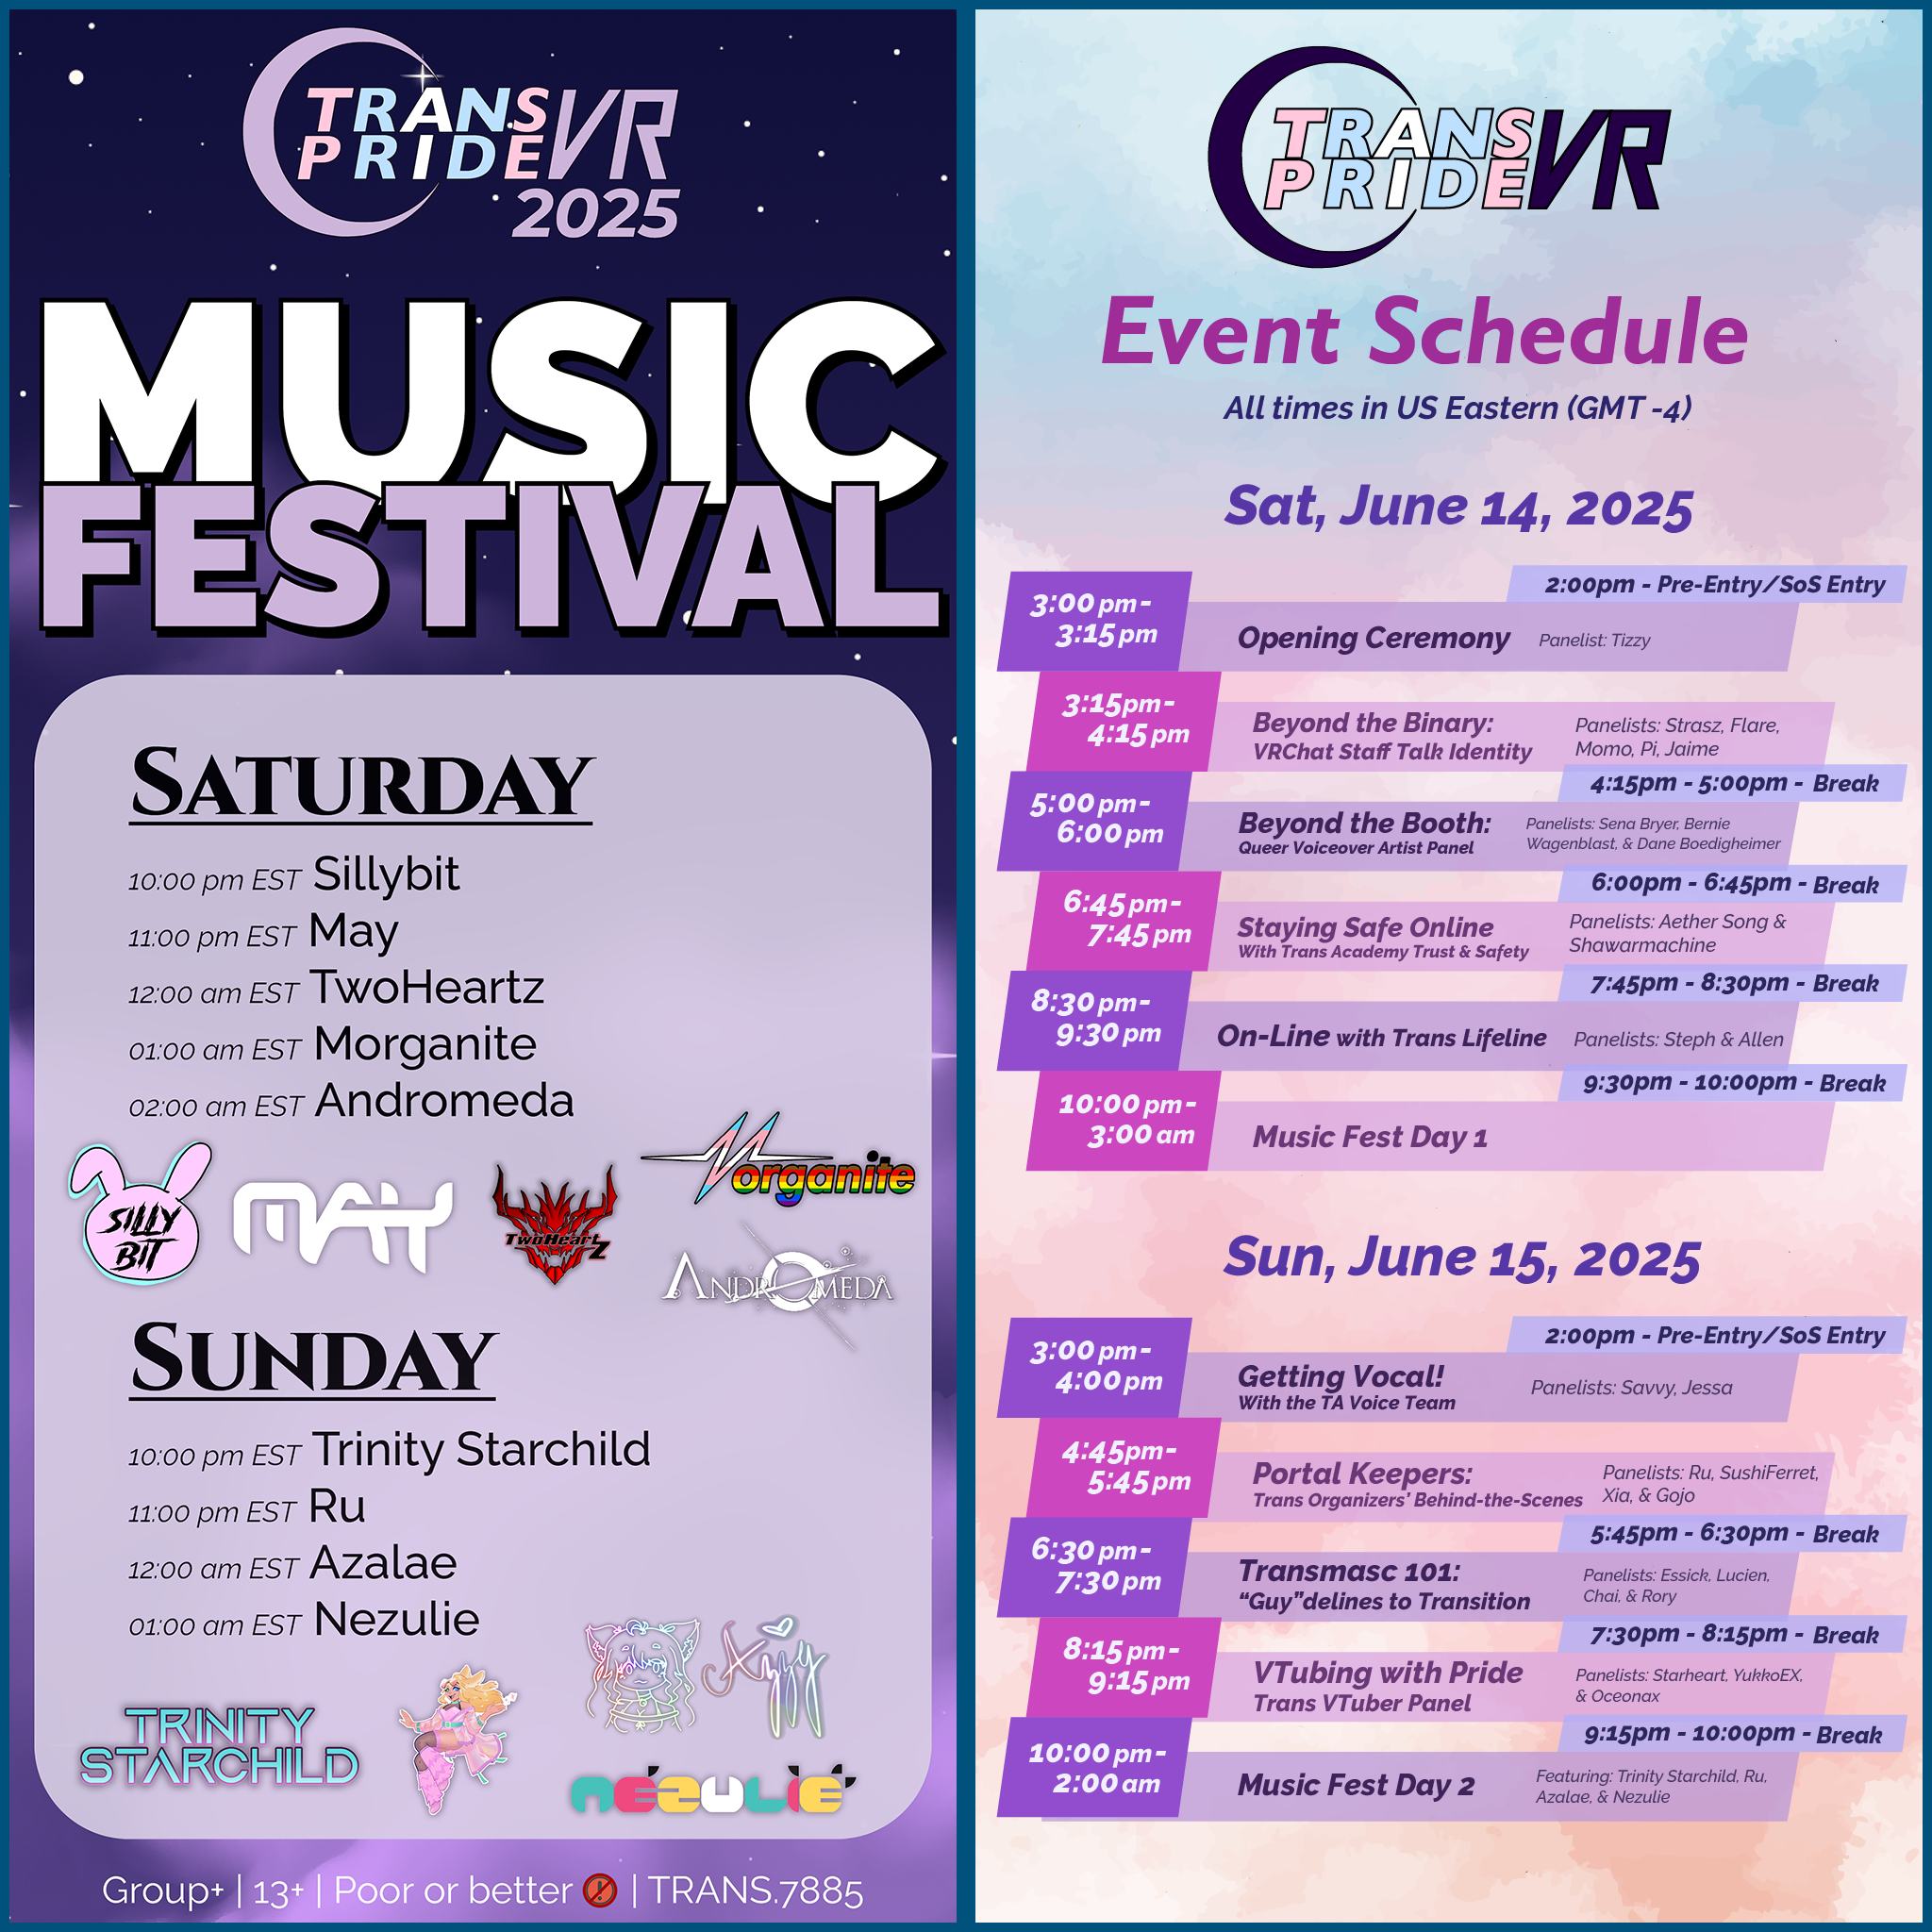 TRANS
PRIDE VR
2025
MUSIC
FESTIVAL
SATURDAY
10:00 pm EST Sillybit
11:00 pm EST May
12:00 am EST TwoHeartz
01:00 am EST Morganite
02:00 am EST Andromeda
SILLY
BIT
MAY
TwoHeartZ
Morganite
ANDROMEDA
SUNDAY
10:00 pm EST Trinity Starchild
11:00 pm EST Ru
12:00 am EST Azalae
01:00 am EST Nezulie
TRINITY
STARCHILD
NEZULIE
Group+ | 13+ | Poor or better | TRANS.7885
TRANS
PRIDE VR
Event Schedule
All times in US Eastern (GMT -4)
Sat, June 14, 2025
2:00pm - Pre-Entry/SoS Entry
3:00 pm-
3:15 pm
Opening Ceremony
Panelist: Tizzy
3:15pm-
4:15 pm
Beyond the Binary:
VRChat Staff Talk Identity
Panelists: Strasz, Flare,
Momo, Pi, Jaime
4:15pm - 5:00pm - Break
5:00 pm-
6:00 pm
Beyond the Booth:
Queer Voiceover Artist Panel
Panelists: Sena Bryer, Bernie
Wagenblast, & Dane Boedigheimer
6:00pm - 6:45pm - Break
6:45 pm-
7:45 pm
Staying Safe Online
With Trans Academy Trust & Safety
Panelists: Aether Song &
Shawarmachine
7:45pm - 8:30pm - Break
8:30 pm-
9:30 pm
On-Line with Trans Lifeline
Panelists: Steph & Allen
9:30pm - 10:00pm - Break
10:00 pm-
3:00 am
Music Fest Day 1
Sun, June 15, 2025
2:00pm - Pre-Entry/SoS Entry
3:00 pm-
4:00 pm
Getting Vocal!
With the TA Voice Team
Panelists: Savvy, Jessa
4:45pm-
5:45 pm
Portal Keepers:
Trans Organizers’ Behind-the-Scenes
Panelists: Ru, SushiFerret,
Xia, & Gojo
5:45pm - 6:30pm - Break
6:30 pm-
7:30 pm
Transmasc 101:
“Guy”delines to Transition
Panelists: Essick, Lucien,
Chai, & Rory
7:30pm - 8:15pm - Break
8:15 pm-
9:15 pm
VTubing with Pride
Trans VTuber Panel
Panelists: Starheart, YukkoEX,
& Oceonax
9:15pm - 10:00pm - Break
10:00 pm-
2:00 am
Music Fest Day 2
Featuring: Trinity Starchild, Ru,
Azalae, & Nezulie